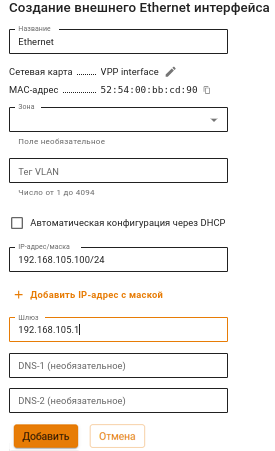 Создание внешнего Ethernet интерфейса
Название
Ethernet
Сетевая карта ...... VPP interface
MAC-адрес ......... 52:54:00:bb:cd:90
Зона
Поле необязательное
Тег VLAN
Число от 1 до 4094
Автоматическая конфигурация через DHCP
IP-адрес/маска
192.168.105.100/24
+ Добавить IP-адрес с маской
Шлюз
192.168.105.1
DNS-1 (необязательное)
DNS-2 (необязательное)
Добавить Отмена